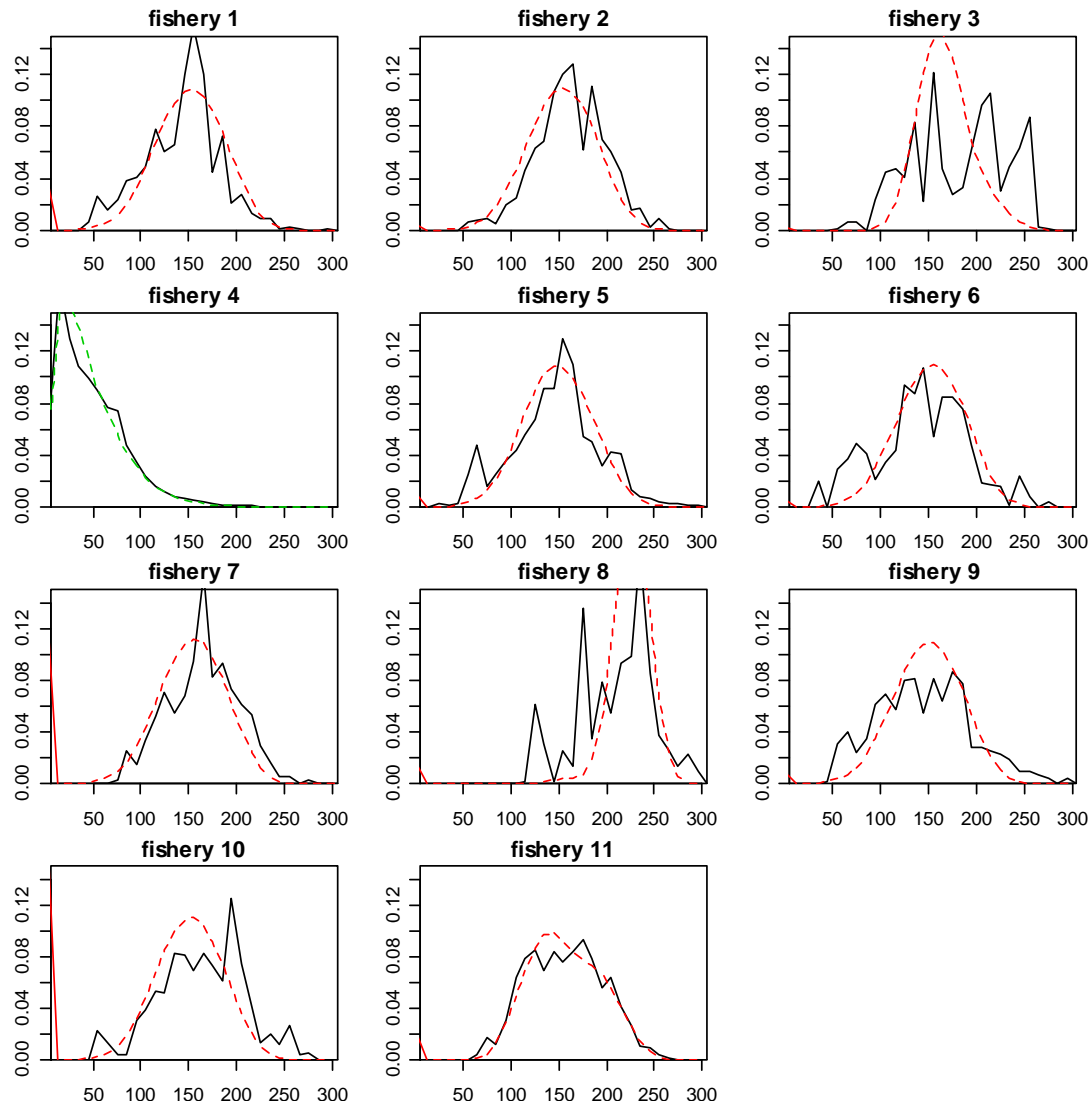 fishery 1 fishery 2 fishery 3
0.00 0.04 0.08 0.12 0.00 0.04 0.08 0.12 0.00 0.04 0.08 0.12
50 100 150 200 250 300 50 100 150 200 250 300 50 100 150 200 250 300
fishery 4 fishery 5 fishery 6
0.00 0.04 0.08 0.12 0.00 0.04 0.08 0.12 0.00 0.04 0.08 0.12
50 100 150 200 250 300 50 100 150 200 250 300 50 100 150 200 250 300
fishery 7 fishery 8 fishery 9
0.00 0.04 0.08 0.12 0.00 0.04 0.08 0.12 0.00 0.04 0.08 0.12
50 100 150 200 250 300 50 100 150 200 250 300 50 100 150 200 250 300
fishery 10 fishery 11
0.00 0.04 0.08 0.12 0.00 0.04 0.08 0.12
50 100 150 200 250 300 50 100 150 200 250 300